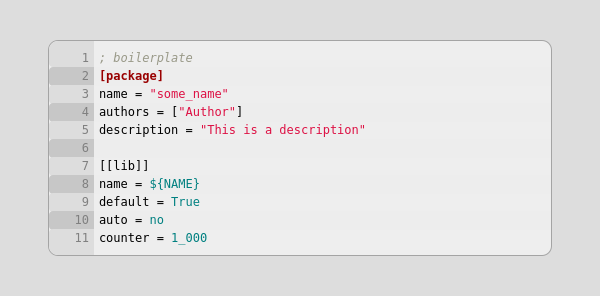 1 ; boilerplate
2 [package]
3 name = "some_name"
4 authors = ["Author"]
5 description = "This is a description"
6
7 [[lib]]
8 name = ${NAME}
9 default = True
10 auto = no
11 counter = 1_000